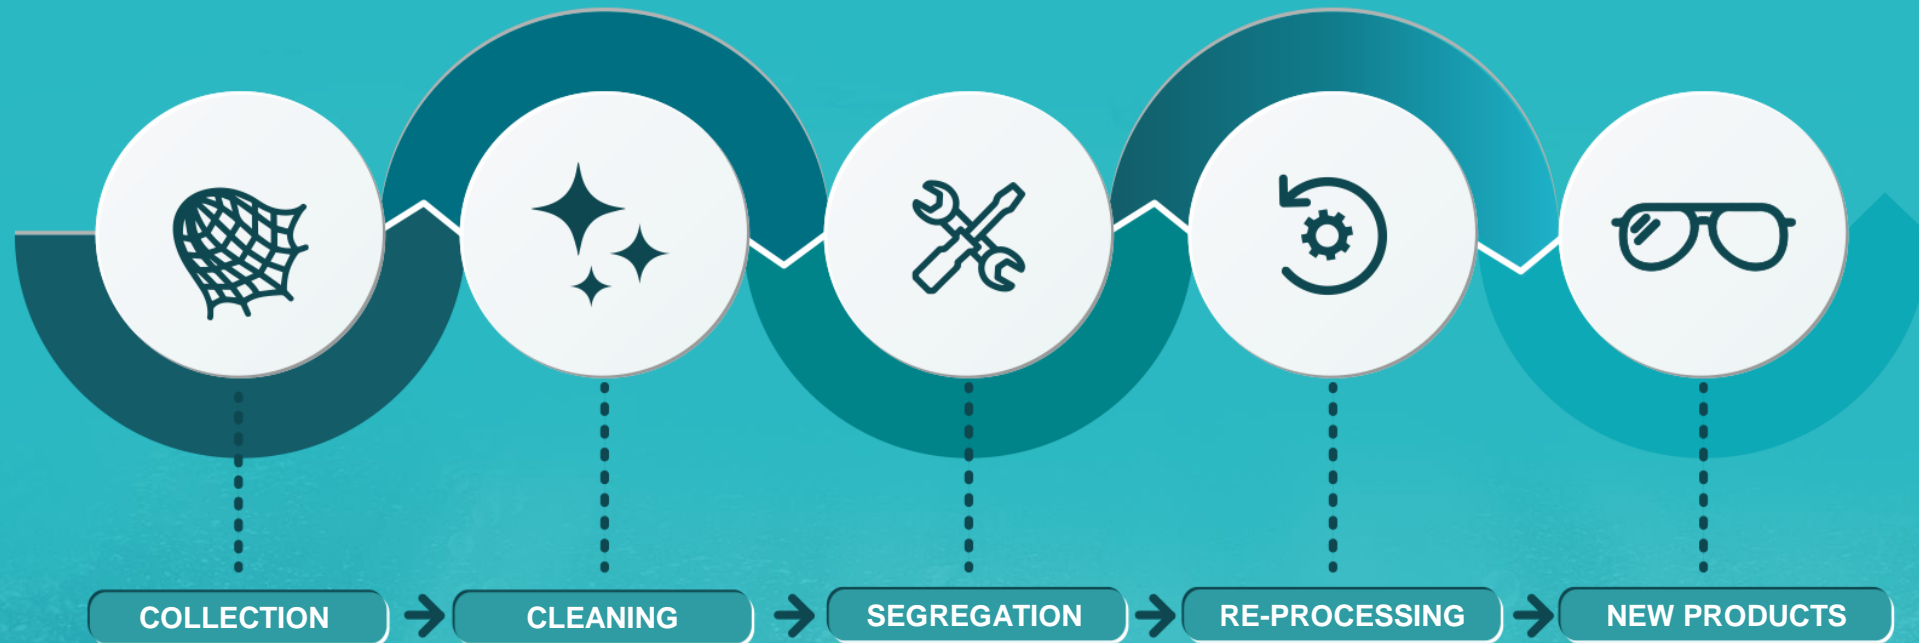 COLLECTION
CLEANING
SEGREGATION
RE-PROCESSING
NEW PRODUCTS